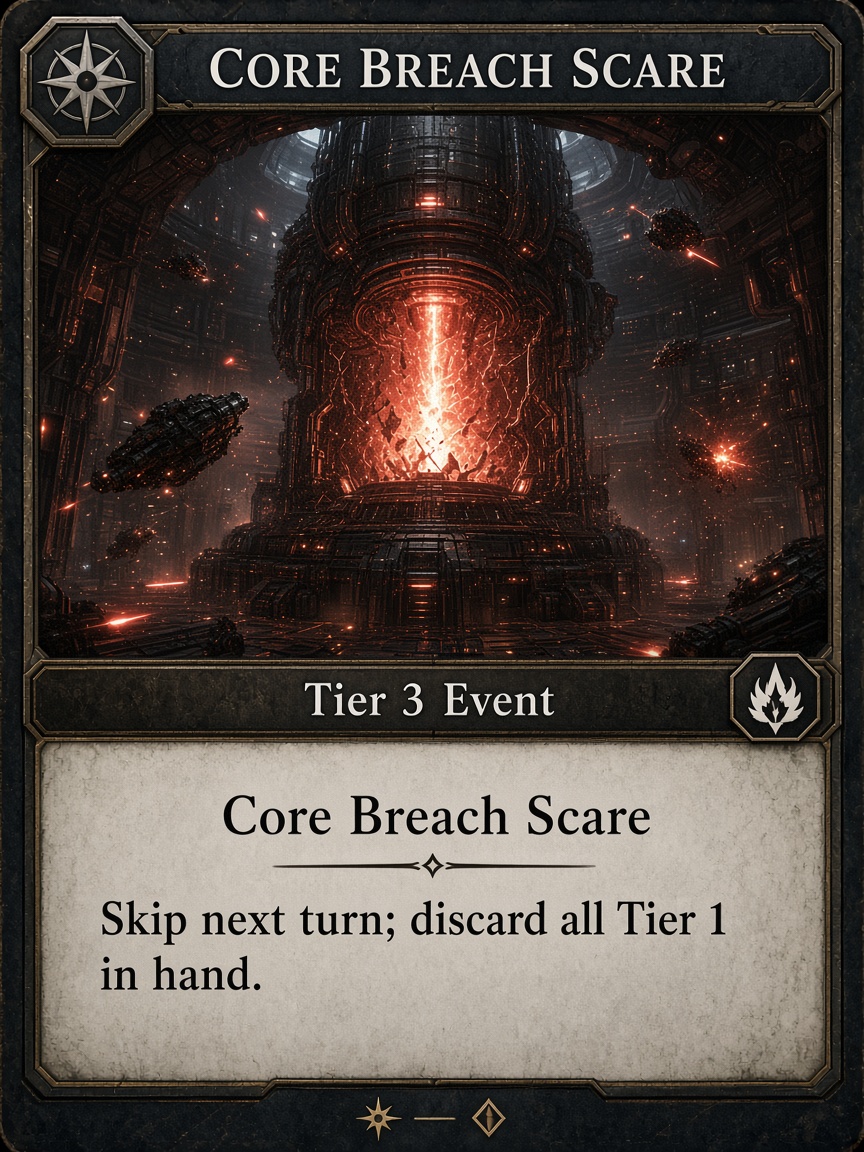 CORE BREACH SCARE
Tier 3 Event
Core Breach Scare
Skip next turn; discard all Tier 1
in hand.